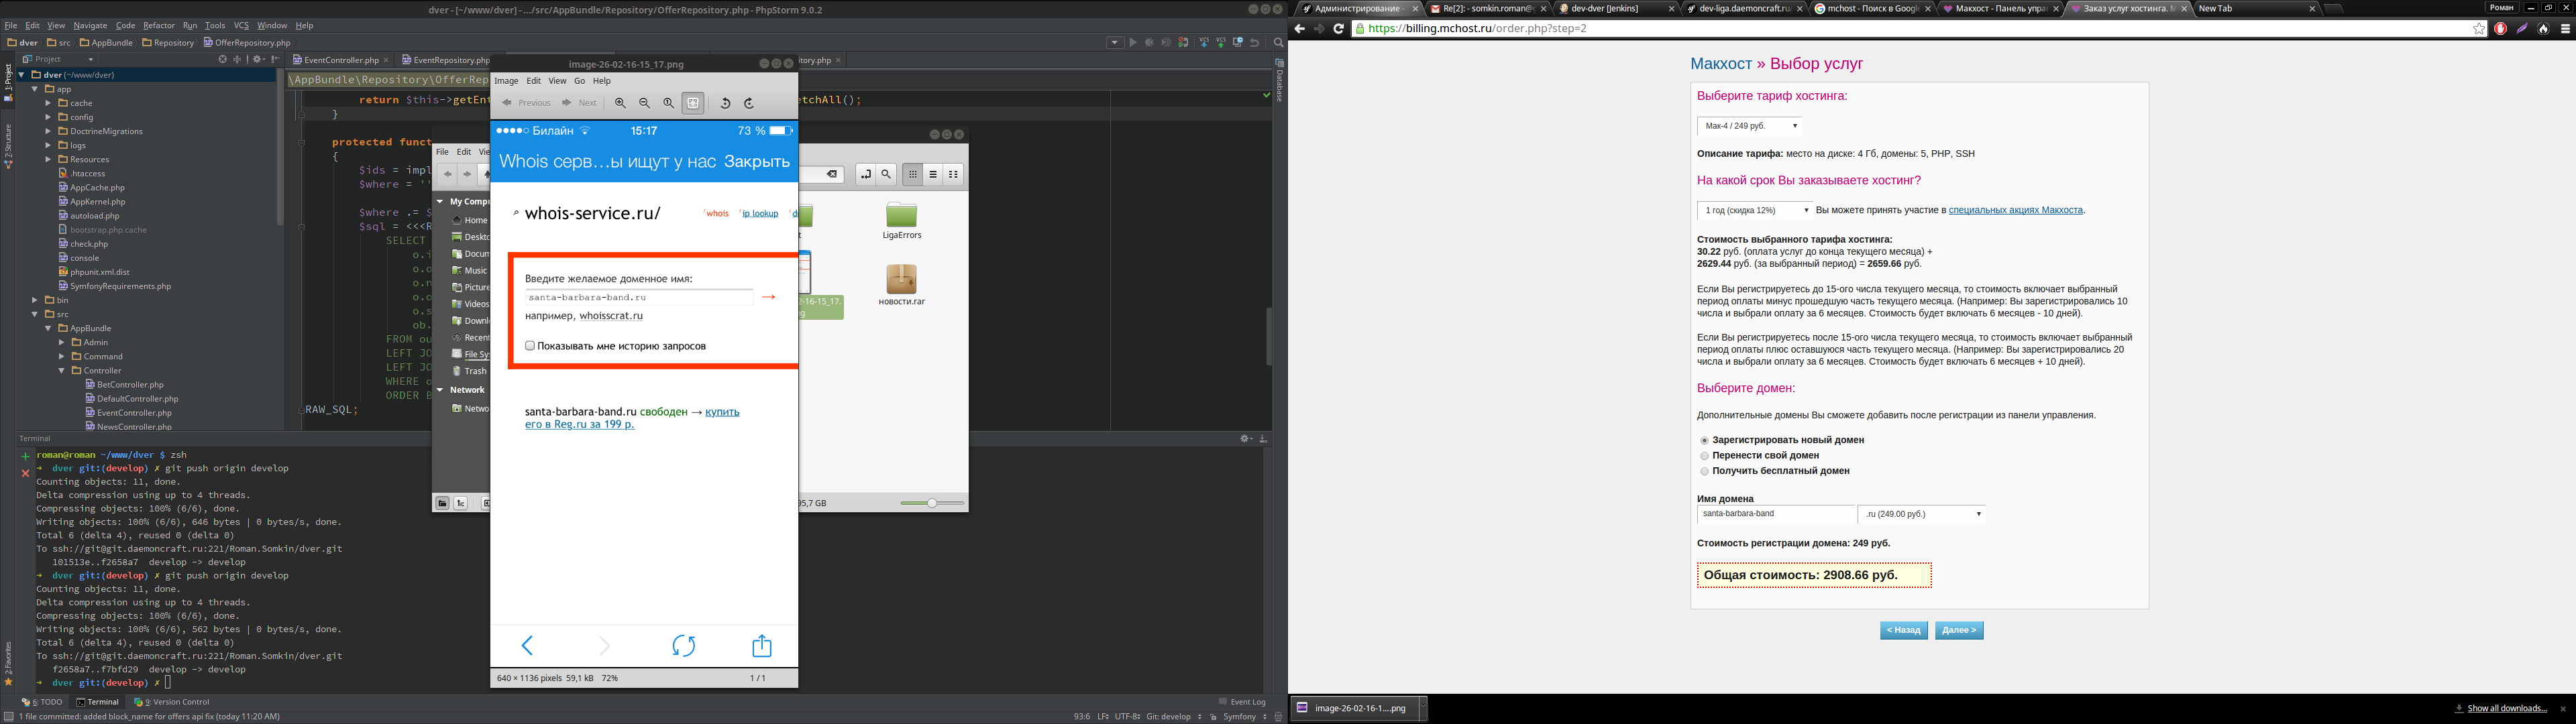 dver - [~/www/dver] - .../src/AppBundle/Repository/OfferRepository.php - PhpStorm 9.0.2
File Edit View Navigate Code Refactor Run Tools VCS Window Help
dver src AppBundle Repository OfferRepository.php
Project
EventController.php
\AppBundle\Repository\OfferRep
1: Project
2: Structure
2: Favorites
Database
dver (~/www/dver)
app
cache
config
DoctrineMigrations
logs
Resources
.htaccess
AppCache.php
AppKernel.php
autoload.php
bootstrap.php.cache
check.php
console
phpunit.xml.dist
SymfonyRequirements.php
bin
src
AppBundle
Admin
Command
Controller
BetController.php
DefaultController.php
EventController.php
NewsController.php
return $this->getEnt
etchAll();
}
protected funct
{
$ids = impl
$where = ''
$where .= $
$sql = <<<R
SELECT
o.i
o.o
o.n
o.u
o.s
ob.
FROM ou
LEFT JO
LEFT JO
WHERE o
ORDER B
RAW_SQL;
Terminal
roman@roman ~/www/dver $ zsh
➜ dver git:(develop) ✗ git push origin develop
Counting objects: 11, done.
Delta compression using up to 4 threads.
Compressing objects: 100% (6/6), done.
Writing objects: 100% (6/6), 646 bytes | 0 bytes/s, done.
Total 6 (delta 4), reused 0 (delta 0)
To ssh://git@git.daemoncraft.ru:221/Roman.Somkin/dver.git
101513e..f2658a7 develop -> develop
➜ dver git:(develop) ✗ git push origin develop
Counting objects: 11, done.
Delta compression using up to 4 threads.
Compressing objects: 100% (6/6), done.
Writing objects: 100% (6/6), 562 bytes | 0 bytes/s, done.
Total 6 (delta 4), reused 0 (delta 0)
To ssh://git@git.daemoncraft.ru:221/Roman.Somkin/dver.git
f2658a7..f7bfd29 develop -> develop
➜ dver git:(develop) ✗
6: TODO Terminal 9: Version Control
Event Log
1 file committed: added block_name for offers api fix (today 11:20 AM)
93:6 LF UTF-8 Git: develop Symfony
File Edit Vie
My Compu
Home
Deskto
Docum
Music
Picture
Videos
Downl
Recent
File Sy
Trash
Network
Netwo
LigaErrors
новости.rar
95,7 GB
image-26-02-16-15_17.png
Image Edit View Go Help
Previous Next
Билайн 15:17 73 %
Whois серв...ы ищут у нас Закрыть
whois-service.ru/ whois ip lookup d
Введите желаемое доменное имя:
santa-barbara-band.ru →
например, whoisscrat.ru
Показывать мне историю запросов
santa-barbara-band.ru свободен → купить
его в Reg.ru за 199 р.
640 × 1136 pixels 59,1 kB 72% 1 / 1
Администрирование - Re[2]: - somkin.roman@ dev-dver [Jenkins] dev-liga.daemoncraft.ru/ mchost - Поиск в Google Макхост - Панель упра Заказ услуг хостинга. М New Tab Роман
https://billing.mchost.ru/order.php?step=2
Макхост » Выбор услуг
Выберите тариф хостинга:
Мак-4 / 249 руб.
Описание тарифа: место на диске: 4 Гб, домены: 5, PHP, SSH
На какой срок Вы заказываете хостинг?
1 год (скидка 12%) Вы можете принять участие в специальных акциях Макхоста.
Стоимость выбранного тарифа хостинга:
30.22 руб. (оплата услуг до конца текущего месяца) +
2629.44 руб. (за выбранный период) = 2659.66 руб.
Если Вы регистрируетесь до 15-ого числа текущего месяца, то стоимость включает выбранный
период оплаты минус прошедшую часть текущего месяца. (Например: Вы зарегистрировались 10
числа и выбрали оплату за 6 месяцев. Стоимость будет включать 6 месяцев - 10 дней).
Если Вы регистрируетесь после 15-ого числа текущего месяца, то стоимость включает выбранный
период оплаты плюс оставшуюся часть текущего месяца. (Например: Вы зарегистрировались 20
числа и выбрали оплату за 6 месяцев. Стоимость будет включать 6 месяцев + 10 дней).
Выберите домен:
Дополнительные домены Вы сможете добавить после регистрации из панели управления.
Зарегистрировать новый домен
Перенести свой домен
Получить бесплатный домен
Имя домена
santa-barbara-band .ru (249.00 руб.)
Стоимость регистрации домена: 249 руб.
Общая стоимость: 2908.66 руб.
< Назад Далее >
image-26-02-16-1....png
Show all downloads...